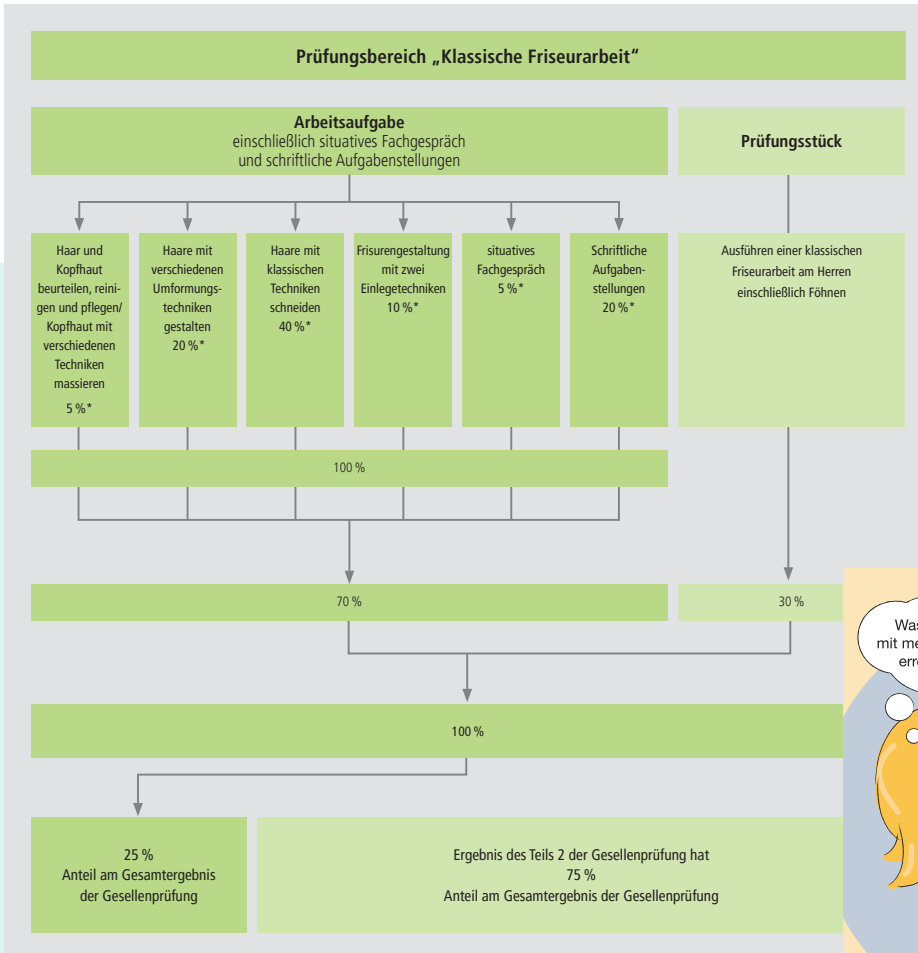 Prüfungsbereich „Klassische Friseurarbeit“
Arbeitsaufgabe
einschließlich situatives Fachgespräch
und schriftliche Aufgabenstellungen
Prüfungsstück
Haar und
Kopfhaut
beurteilen, reini-
gen und pflegen/
Kopfhaut mit
verschiedenen
Techniken
massieren
5 %*
Haare mit
verschiedenen
Umformungs-
techniken
gestalten
20 %*
Haare mit
klassischen
Techniken
schneiden
40 %*
Frisurengestaltung
mit zwei
Einlegetechniken
10 %*
situatives
Fachgespräch
5 %*
Schriftliche
Aufgaben-
stellungen
20 %*
Ausführen einer klassischen
Friseurarbeit am Herren
einschließlich Föhnen
100 %
70 %
30 %
100 %
25 %
Anteil am Gesamtergebnis
der Gesellenprüfung
Ergebnis des Teils 2 der Gesellenprüfung hat
75 %
Anteil am Gesamtergebnis der Gesellenprüfung
mit